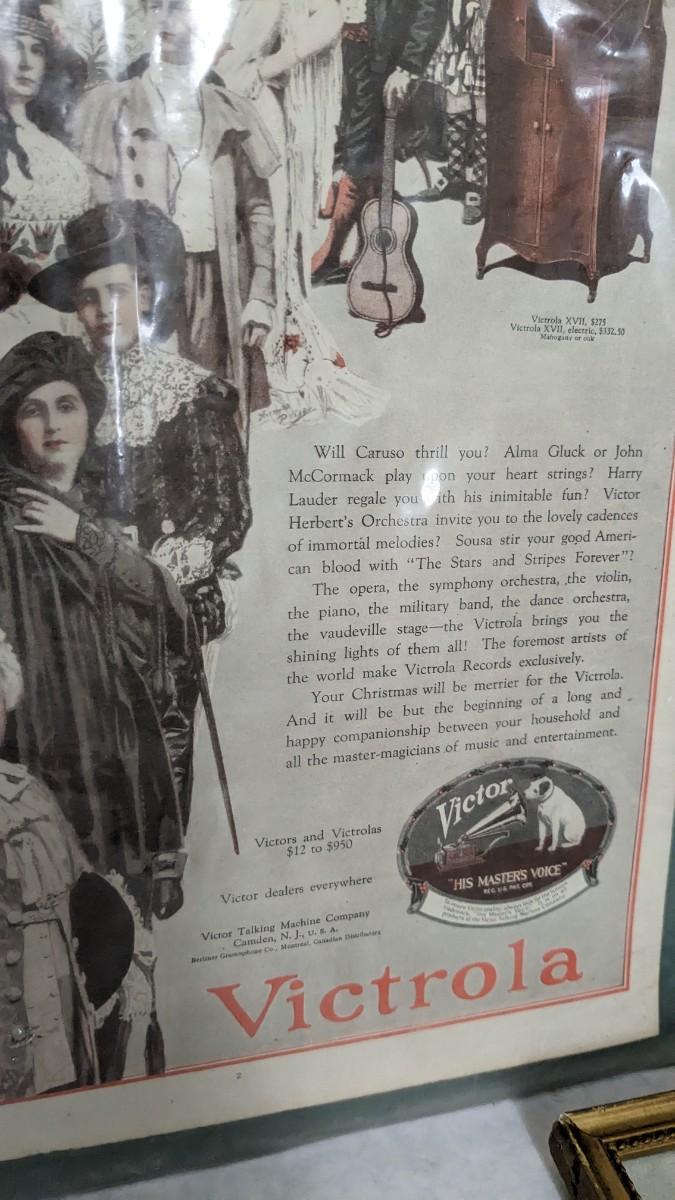 Victrola XVII, $275
Victrola XVII, electric, $332.50
Mahogany or oak
Will Caruso thrill you? Alma Gluck or John
McCormack play upon your heart strings? Harry
Lauder regale you with his inimitable fun? Victor
Herbert's Orchestra invite you to the lovely cadences
of immortal melodies? Sousa stir your good Ameri-
can blood with "The Stars and Stripes Forever"?
The opera, the symphony orchestra, the violin,
the piano, the military band, the dance orchestra,
the vaudeville stage—the Victrola brings you the
shining lights of them all! The foremost artists of
the world make Victrola Records exclusively.
Your Christmas will be merrier for the Victrola.
And it will be but the beginning of a long and
happy companionship between your household and
all the master-magicians of music and entertainment.
Victors and Victrolas
$12 to $950
Victor dealers everywhere
Victor Talking Machine Company
Camden, N. J., U. S. A.
Berliner Gramophone Co., Montreal, Canadian Distributors
Victor
"HIS MASTER'S VOICE"
REG. U.S. PAT. OFF.
Victrola
2